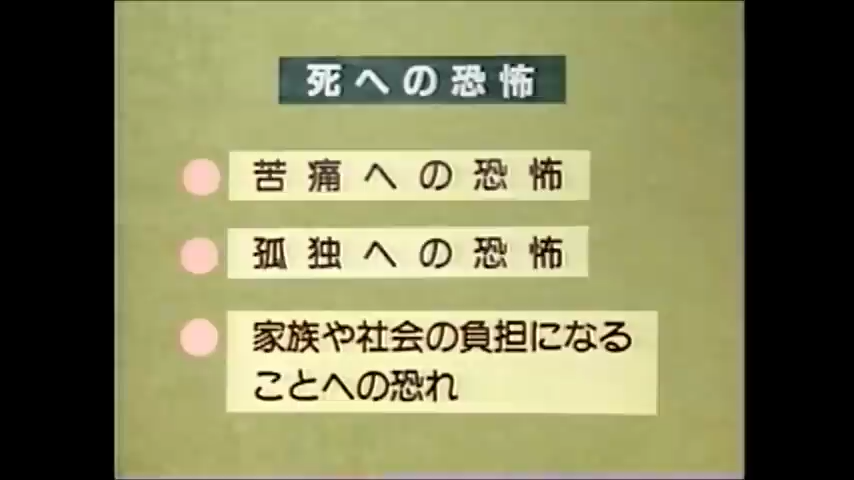 死への恐怖
苦痛への恐怖
孤独への恐怖
家族や社会の負担になる
ことへの恐れ